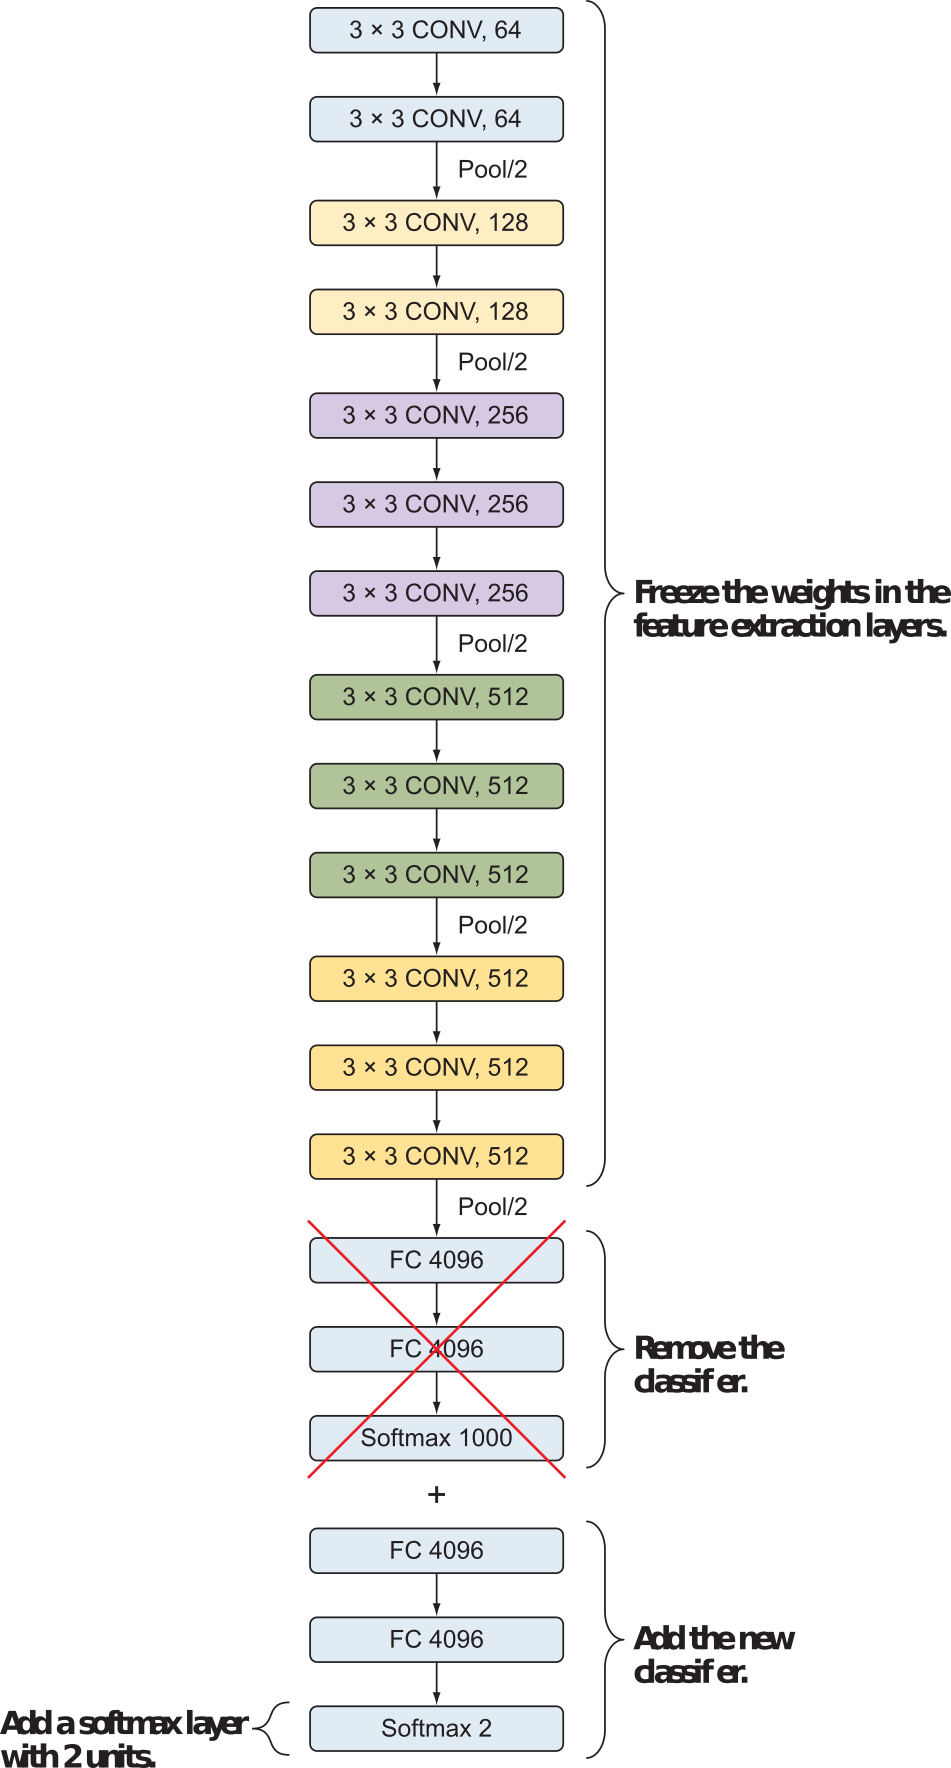 3 × 3 CONV, 64
3 × 3 CONV, 64
Pool/2
3 × 3 CONV, 128
3 × 3 CONV, 128
Pool/2
3 × 3 CONV, 256
3 × 3 CONV, 256
3 × 3 CONV, 256
Pool/2
3 × 3 CONV, 512
3 × 3 CONV, 512
3 × 3 CONV, 512
Pool/2
3 × 3 CONV, 512
3 × 3 CONV, 512
3 × 3 CONV, 512
Pool/2
Freeze the weights in the
feature extraction layers.
FC 4096
FC 4096
Softmax 1000
Remove the
classif er.
+
FC 4096
FC 4096
Softmax 2
Add the new
classif er.
Add a softmax layer
with 2 units.